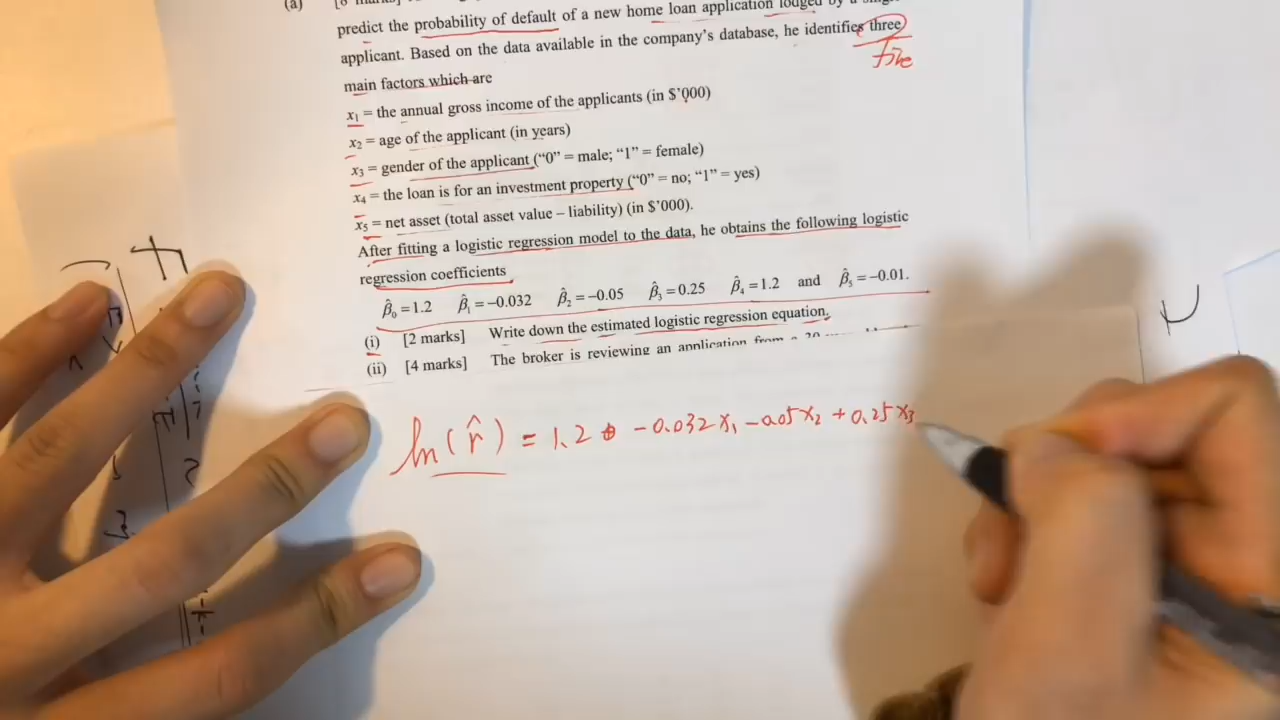 (a)
predict the probability of default of a new home loan application lodged by a
applicant. Based on the data available in the company's database, he identifies three
five
main factors which are
x₁ = the annual gross income of the applicants (in $'000)
x₂ = age of the applicant (in years)
x₃ = gender of the applicant ("0" = male; "1" = female)
x₄ = the loan is for an investment property ("0" = no; "1" = yes)
x₅ = net asset (total asset value – liability) (in $'000).
After fitting a logistic regression model to the data, he obtains the following logistic
regression coefficients
β̂₀ = 1.2 β̂₁ = −0.032 β̂₂ = −0.05 β̂₃ = 0.25 β̂₄ = 1.2 and β̂₅ = −0.01.
(i) [2 marks] Write down the estimated logistic regression equation.
(ii) [4 marks] The broker is reviewing an application from a
ln(r̂) = 1.2 - 0.032 x₁ - 0.05 x₂ + 0.25 x₃